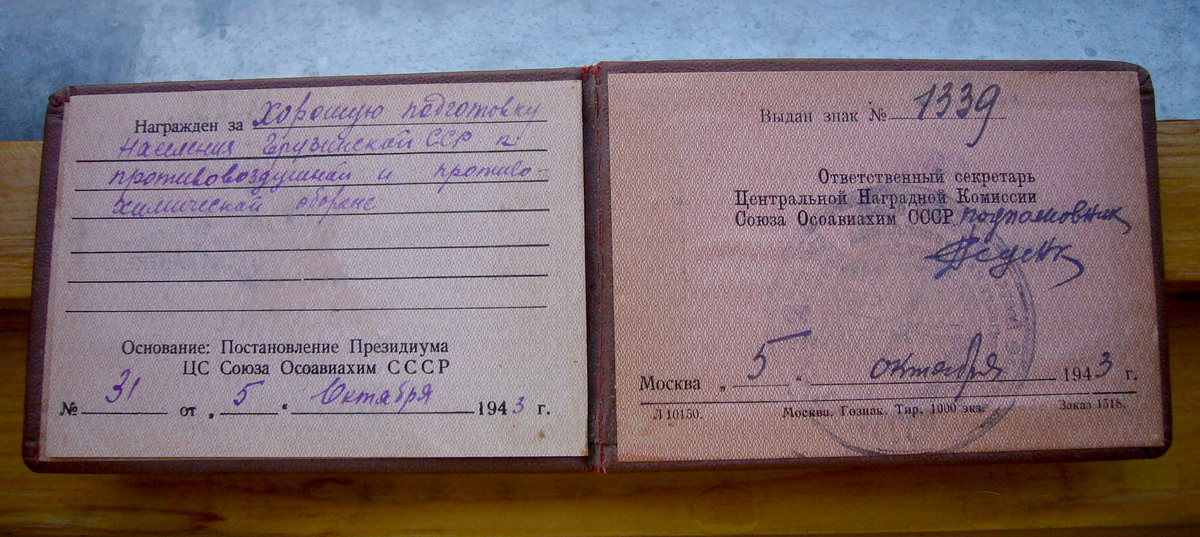 Награжден за хорошую подготовку
населения Грузинской ССР к
противовоздушной и противо-
химической обороне
Основание: Постановление Президиума
ЦС Союза Осоавиахим СССР
№ 31 от „5“ Октября 1943 г.
Выдан знак № 1339
Ответственный секретарь
Центральной Наградной Комиссии
Союза Осоавиахим СССР подполковник
Москва „5“ октября 1943 г.
Л 10150. Москва. Гознак. Тир. 1000 экз. Заказ 1518.